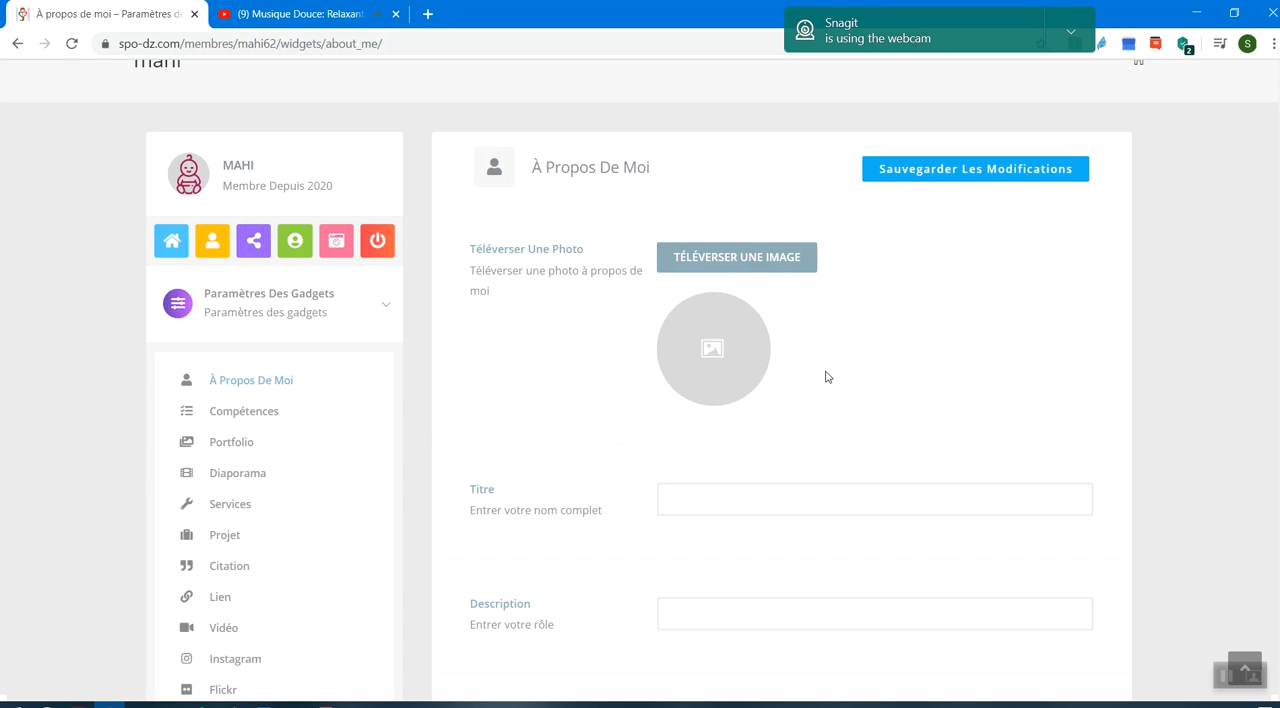 À propos de moi – Paramètres d
(9) Musique Douce: Relaxant
Snagit
is using the webcam
spo-dz.com/membres/mahi62/widgets/about_me/
2
S
mahi
MAHI
Membre Depuis 2020
À Propos De Moi
Sauvegarder Les Modifications
Paramètres Des Gadgets
Paramètres des gadgets
Téléverser Une Photo
Téléverser une photo à propos de
moi
TÉLÉVERSER UNE IMAGE
À Propos De Moi
Compétences
Portfolio
Diaporama
Services
Projet
Citation
Lien
Vidéo
Instagram
Flickr
Titre
Entrer votre nom complet
Description
Entrer votre rôle